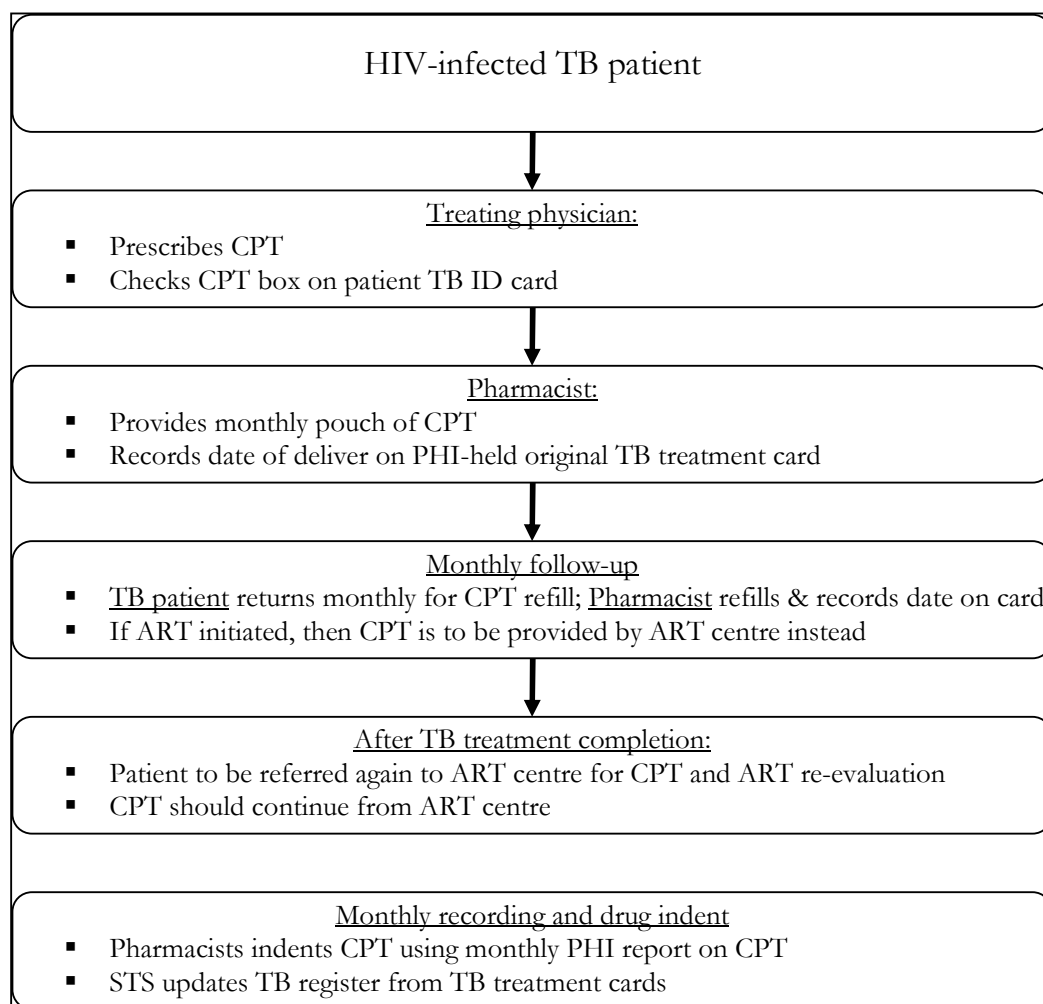 HIV-infected TB patient
Treating physician:
▪ Prescribes CPT
▪ Checks CPT box on patient TB ID card
Pharmacist:
▪ Provides monthly pouch of CPT
▪ Records date of deliver on PHI-held original TB treatment card
Monthly follow-up
▪ TB patient returns monthly for CPT refill; Pharmacist refills & records date on card
▪ If ART initiated, then CPT is to be provided by ART centre instead
After TB treatment completion:
▪ Patient to be referred again to ART centre for CPT and ART re-evaluation
▪ CPT should continue from ART centre
Monthly recording and drug indent
▪ Pharmacists indents CPT using monthly PHI report on CPT
▪ STS updates TB register from TB treatment cards